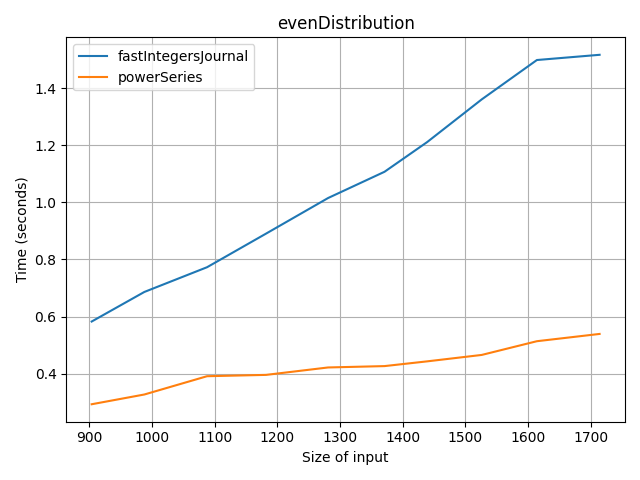 evenDistribution
fastIntegersJournal
powerSeries
Time (seconds)
1.4
1.2
1.0
0.8
0.6
0.4
900 1000 1100 1200 1300 1400 1500 1600 1700
Size of input